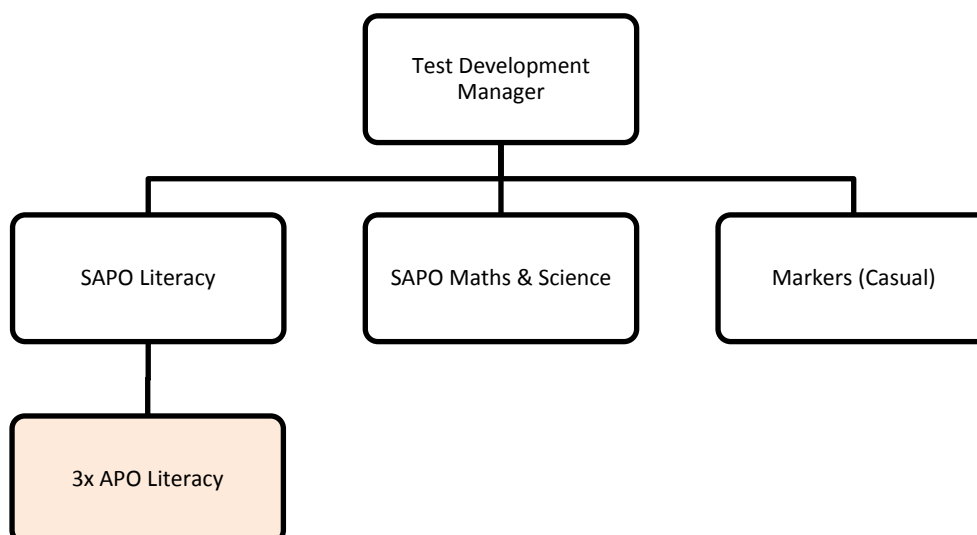 Test Development
Manager
SAPO Literacy
SAPO Maths & Science
Markers (Casual)
3x APO Literacy